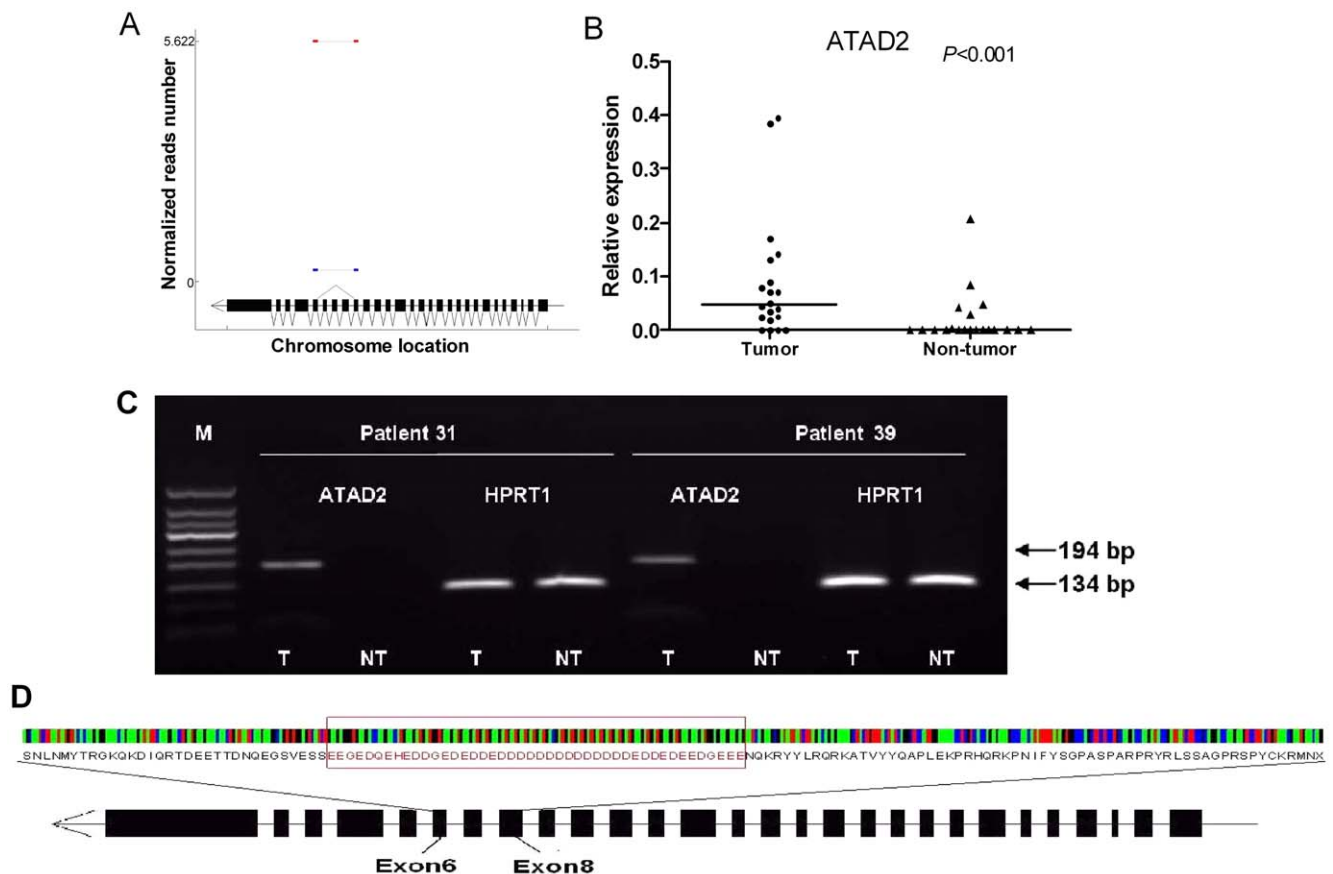 A
Normalized reads number
5.622
0
Chromosome location
B
ATAD2
P<0.001
Relative expression
0.5
0.4
0.3
0.2
0.1
0.0
Tumor
Non-tumor
C
M
Patient 31
Patient 39
ATAD2
HPRT1
ATAD2
HPRT1
194 bp
134 bp
T
NT
T
NT
T
NT
T
NT
D
SNLNMYTRGKQKDIQRTDEETTDNQEGSVESSEEGEDQEHEDDGEDEDDEDDDDDDDDDDDDDDEDDEDEEDGEEENQKRYYLRQRKATVYYQAPLEKPRHQRKPNIFYSGPASPARPRYRLSSAGPRSPYCKRMNX
Exon6
Exon8